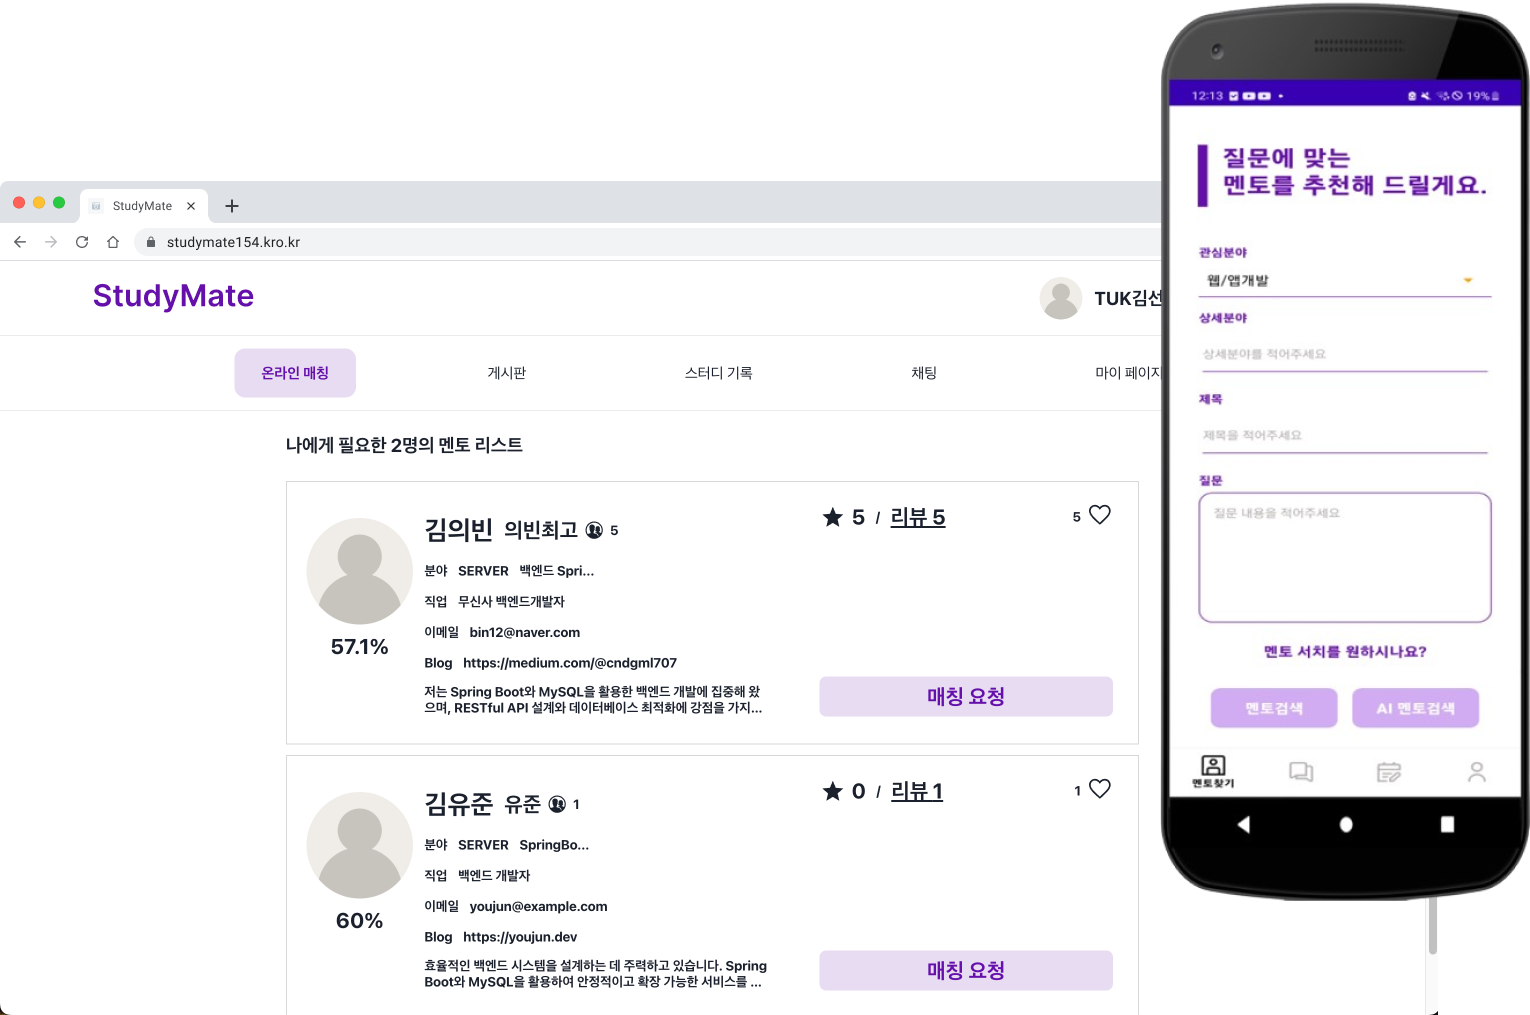 StudyMate
studymate154.kro.kr
StudyMate
TUK김선
온라인 매칭
게시판
스터디 기록
채팅
마이 페이지
나에게 필요한 2명의 멘토 리스트
김의빈 의빈최고 5
5 / 리뷰 5
5
분야 SERVER 백엔드 Spri...
직업 무신사 백엔드개발자
이메일 bin12@naver.com
57.1%
Blog https://medium.com/@cndgml707
저는 Spring Boot와 MySQL을 활용한 백엔드 개발에 집중해 왔
으며, RESTful API 설계와 데이터베이스 최적화에 강점을 가지...
매칭 요청
김유준 유준 1
0 / 리뷰 1
1
분야 SERVER SpringBo...
직업 백엔드 개발자
이메일 youjun@example.com
60%
Blog https://youjun.dev
효율적인 백엔드 시스템을 설계하는 데 주력하고 있습니다. Spring
Boot와 MySQL을 활용하여 안정적이고 확장 가능한 서비스를 ...
매칭 요청
12:13
19%
질문에 맞는
멘토를 추천해 드릴게요.
관심분야
웹/앱개발
상세분야
상세분야를 적어주세요
제목
제목을 적어주세요
질문
질문 내용을 적어주세요
멘토 서치를 원하시나요?
멘토검색
AI 멘토검색
멘토찾기